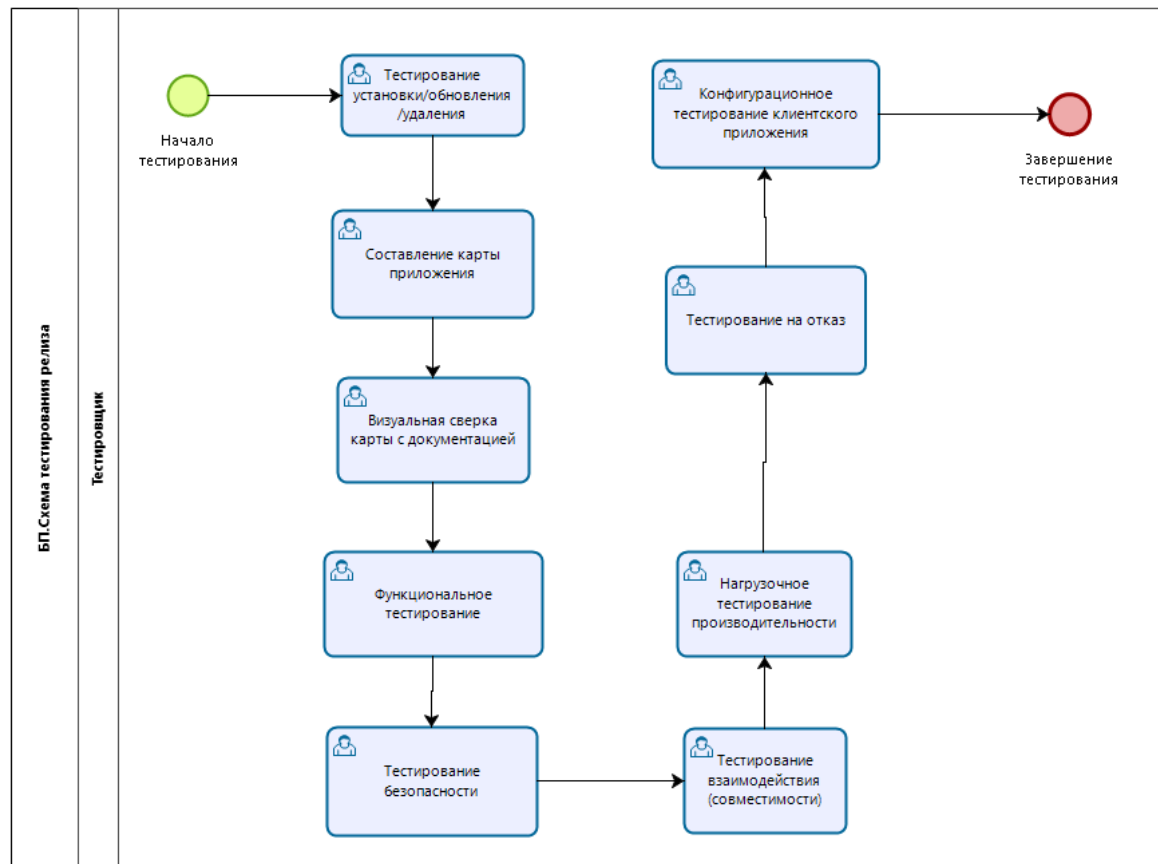 БП.Схема тестирования релиза
Тестировщик
Начало
тестирования
Тестирование
установки/обновления
/удаления
Составление карты
приложения
Визуальная сверка
карты с документацией
Функциональное
тестирование
Тестирование
безопасности
Тестирование
взаимодействия
(совместимости)
Нагрузочное
тестирование
производительности
Тестирование на отказ
Конфигурационное
тестирование клиентского
приложения
Завершение
тестирования